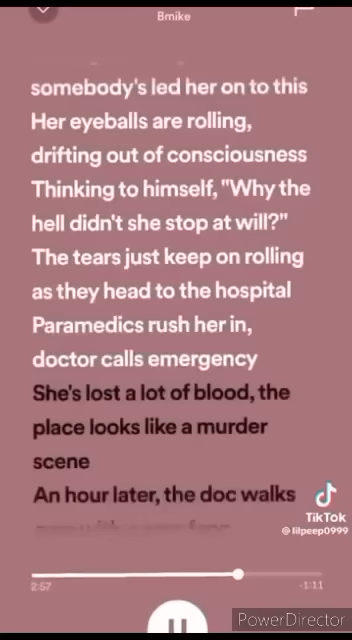 Bmike
somebody's led her on to this
Her eyeballs are rolling,
drifting out of consciousness
Thinking to himself, "Why the
hell didn't she stop at will?"
The tears just keep on rolling
as they head to the hospital
Paramedics rush her in,
doctor calls emergency
She's lost a lot of blood, the
place looks like a murder
scene
An hour later, the doc walks
TikTok
@lilpeep0999
2:57
-1:11
PowerDirector